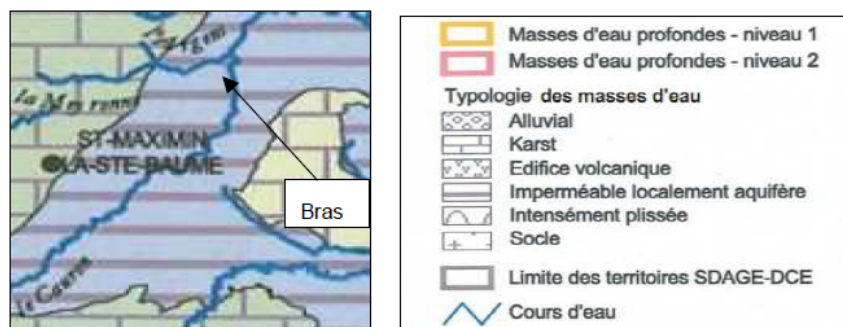 l'Argens
la Meyronne
ST-MAXIMIN
LA-STE-BAUME
Bras
le Cauron
Masses d'eau profondes - niveau 1
Masses d'eau profondes - niveau 2
Typologie des masses d'eau
Alluvial
Karst
Edifice volcanique
Imperméable localement aquifère
Intensément plissée
Socle
Limite des territoires SDAGE-DCE
Cours d'eau